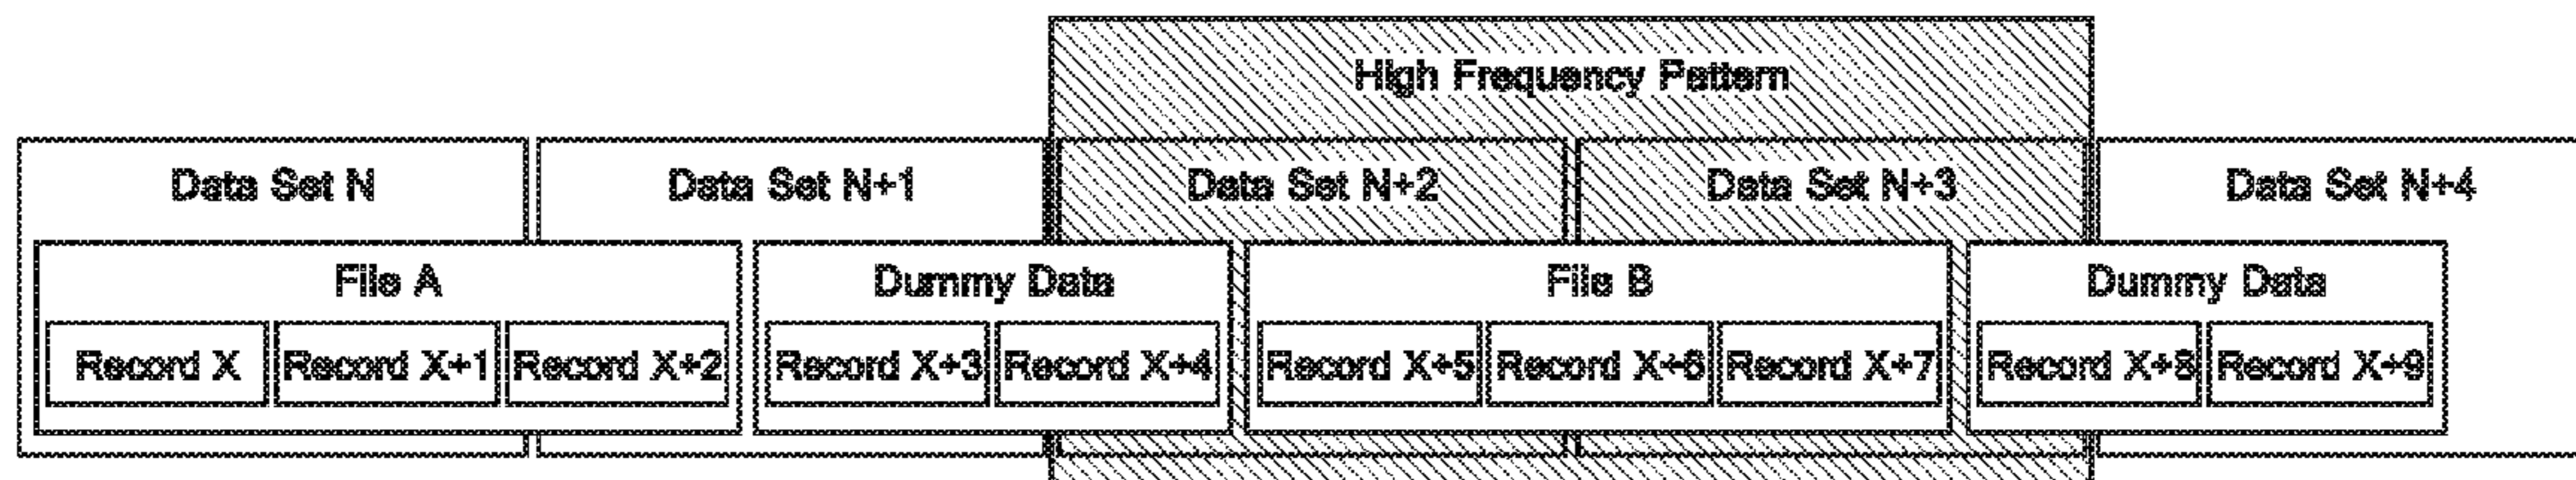 High Frequency Pattern
Data Set N Data Set N+1 Data Set N+2 Data Set N+3 Data Set N+4
File A Dummy Data File B Dummy Data
Record X Record X+1 Record X+2 Record X+3 Record X+4 Record X+5 Record X+6 Record X+7 Record X+8 Record X+9